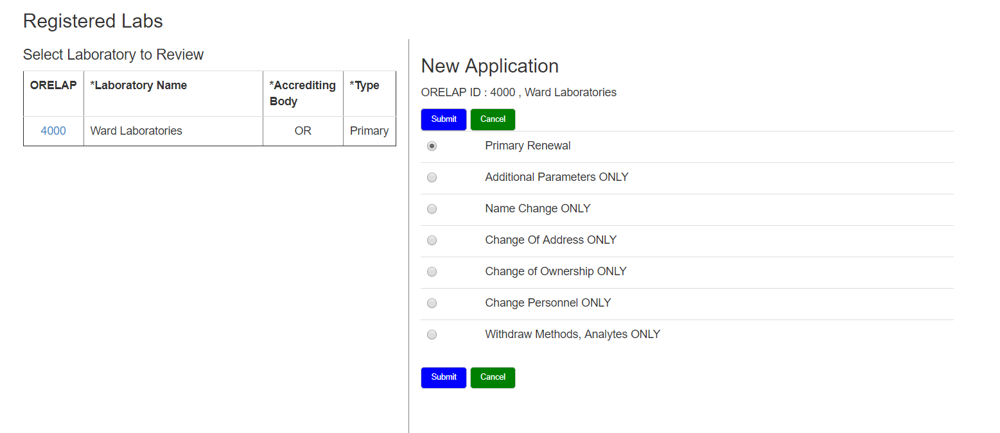 Registered Labs
Select Laboratory to Review
ORELAP *Laboratory Name *Accrediting Body *Type
4000 Ward Laboratories OR Primary
New Application
ORELAP ID : 4000 , Ward Laboratories
Submit Cancel
Primary Renewal
Additional Parameters ONLY
Name Change ONLY
Change Of Address ONLY
Change of Ownership ONLY
Change Personnel ONLY
Withdraw Methods, Analytes ONLY
Submit Cancel